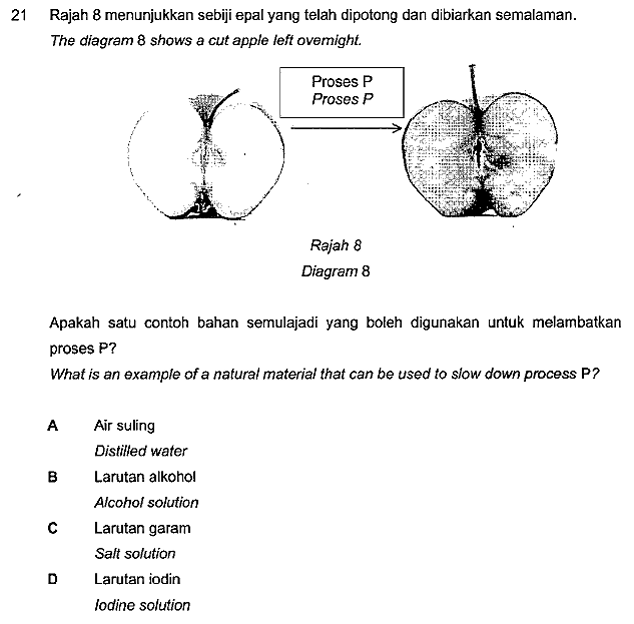 21 Rajah 8 menunjukkan sebiji epal yang telah dipotong dan dibiarkan semalaman.
The diagram 8 shows a cut apple left overnight.
Proses P
Proses P
Rajah 8
Diagram 8
Apakah satu contoh bahan semulajadi yang boleh digunakan untuk melambatkan
proses P?
What is an example of a natural material that can be used to slow down process P?
A Air suling
Distilled water
B Larutan alkohol
Alcohol solution
C Larutan garam
Salt solution
D Larutan iodin
Iodine solution